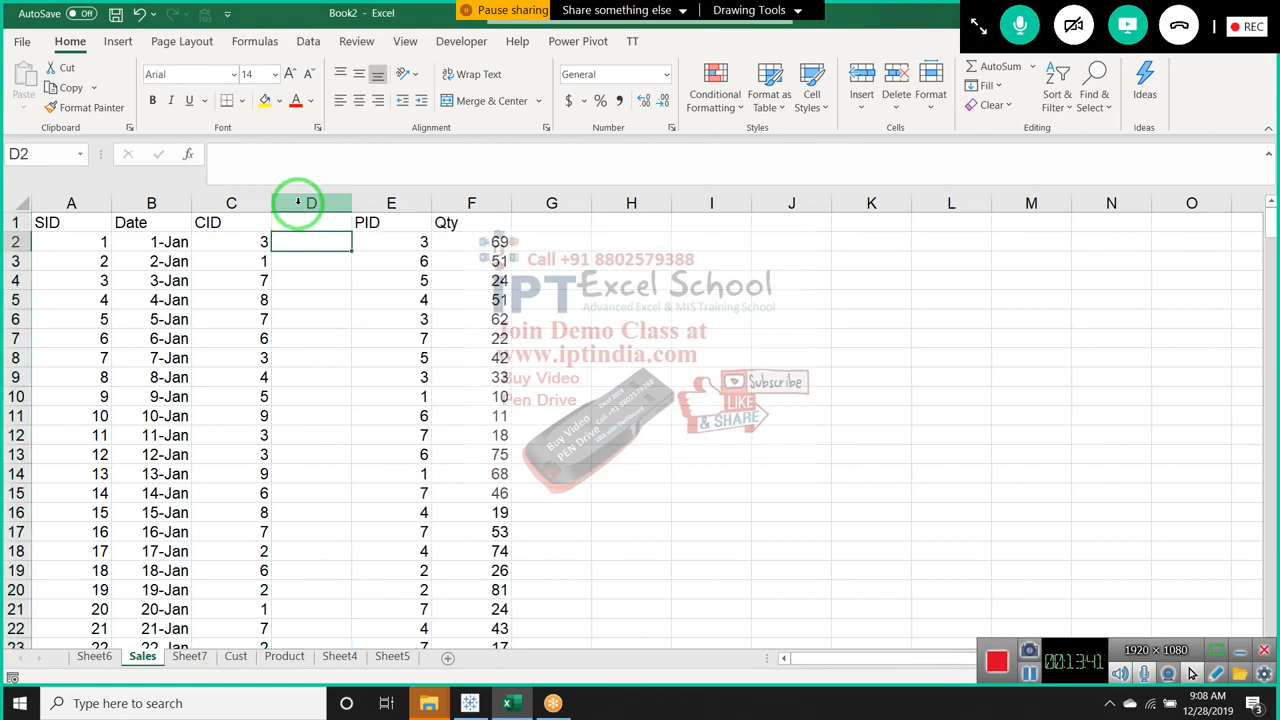 AutoSave Off Book2 - Excel Pause sharing Share something else Drawing Tools REC
File Home Insert Page Layout Formulas Data Review View Developer Help Power Pivot TT
Paste Cut Copy Format Painter Clipboard
Arial 14 B I U A Font
Wrap Text Merge & Center Alignment
General $ % , Number
Conditional Formatting Format as Table Cell Styles Styles
Insert Delete Format Cells
AutoSum Fill Clear Sort & Filter Find & Select Editing
Ideas Ideas
D2 fx
A B C D E F G H I J K L M N O
1 SID Date CID PID Qty
2 1 1-Jan 3 3 69
3 2 2-Jan 1 6 51
4 3 3-Jan 7 5 24
5 4 4-Jan 8 4 51
6 5 5-Jan 7 3 62
7 6 6-Jan 6 7 22
8 7 7-Jan 3 5 42
9 8 8-Jan 4 3 33
10 9 9-Jan 5 1 10
11 10 10-Jan 9 6 11
12 11 11-Jan 3 7 18
13 12 12-Jan 3 6 75
14 13 13-Jan 9 1 68
15 14 14-Jan 6 7 46
16 15 15-Jan 8 4 19
17 16 16-Jan 7 7 53
18 17 17-Jan 2 4 74
19 18 18-Jan 6 2 26
20 19 19-Jan 2 2 81
21 20 20-Jan 1 7 24
22 21 21-Jan 7 4 43
23 22 22-Jan 2 7 17
Call +91 8802579388
IPT Excel School
Advanced Excel & MIS Training School
Join Demo Class at
www.iptindia.com
Buy Video
Pen Drive
Subscribe
LIKE
& SHARE
Buy Video
PEN Drive
Call +91 8802579388
Sheet6 Sales Sheet7 Cust Product Sheet4 Sheet5
1920 × 1080
00:13:41
Type here to search
9:08 AM
12/28/2019
3